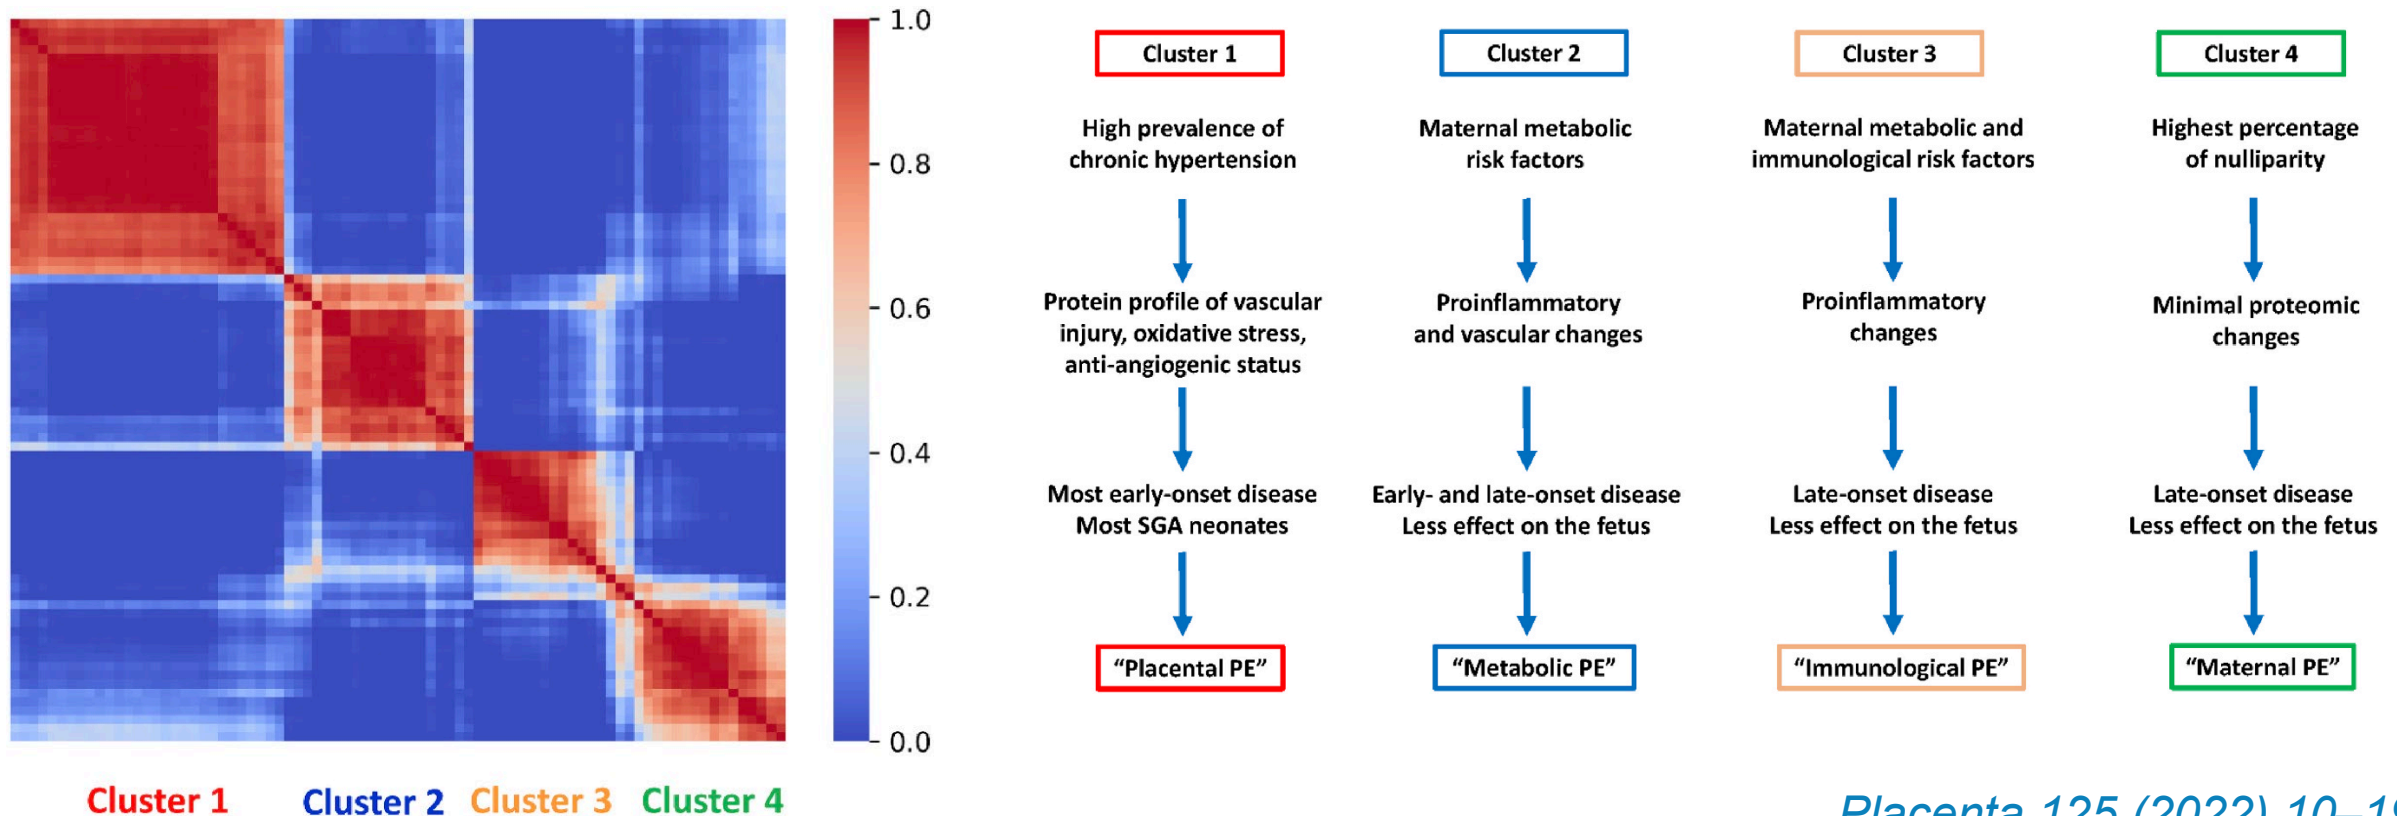 1.0
0.8
0.6
0.4
0.2
0.0
Cluster 1
Cluster 2
Cluster 3
Cluster 4
Cluster 1
High prevalence of
chronic hypertension
Protein profile of vascular
injury, oxidative stress,
anti-angiogenic status
Most early-onset disease
Most SGA neonates
“Placental PE”
Cluster 2
Maternal metabolic
risk factors
Proinflammatory
and vascular changes
Early- and late-onset disease
Less effect on the fetus
“Metabolic PE”
Cluster 3
Maternal metabolic and
immunological risk factors
Proinflammatory
changes
Late-onset disease
Less effect on the fetus
“Immunological PE”
Cluster 4
Highest percentage
of nulliparity
Minimal proteomic
changes
Late-onset disease
Less effect on the fetus
“Maternal PE”
Placenta 125 (2022) 10–19